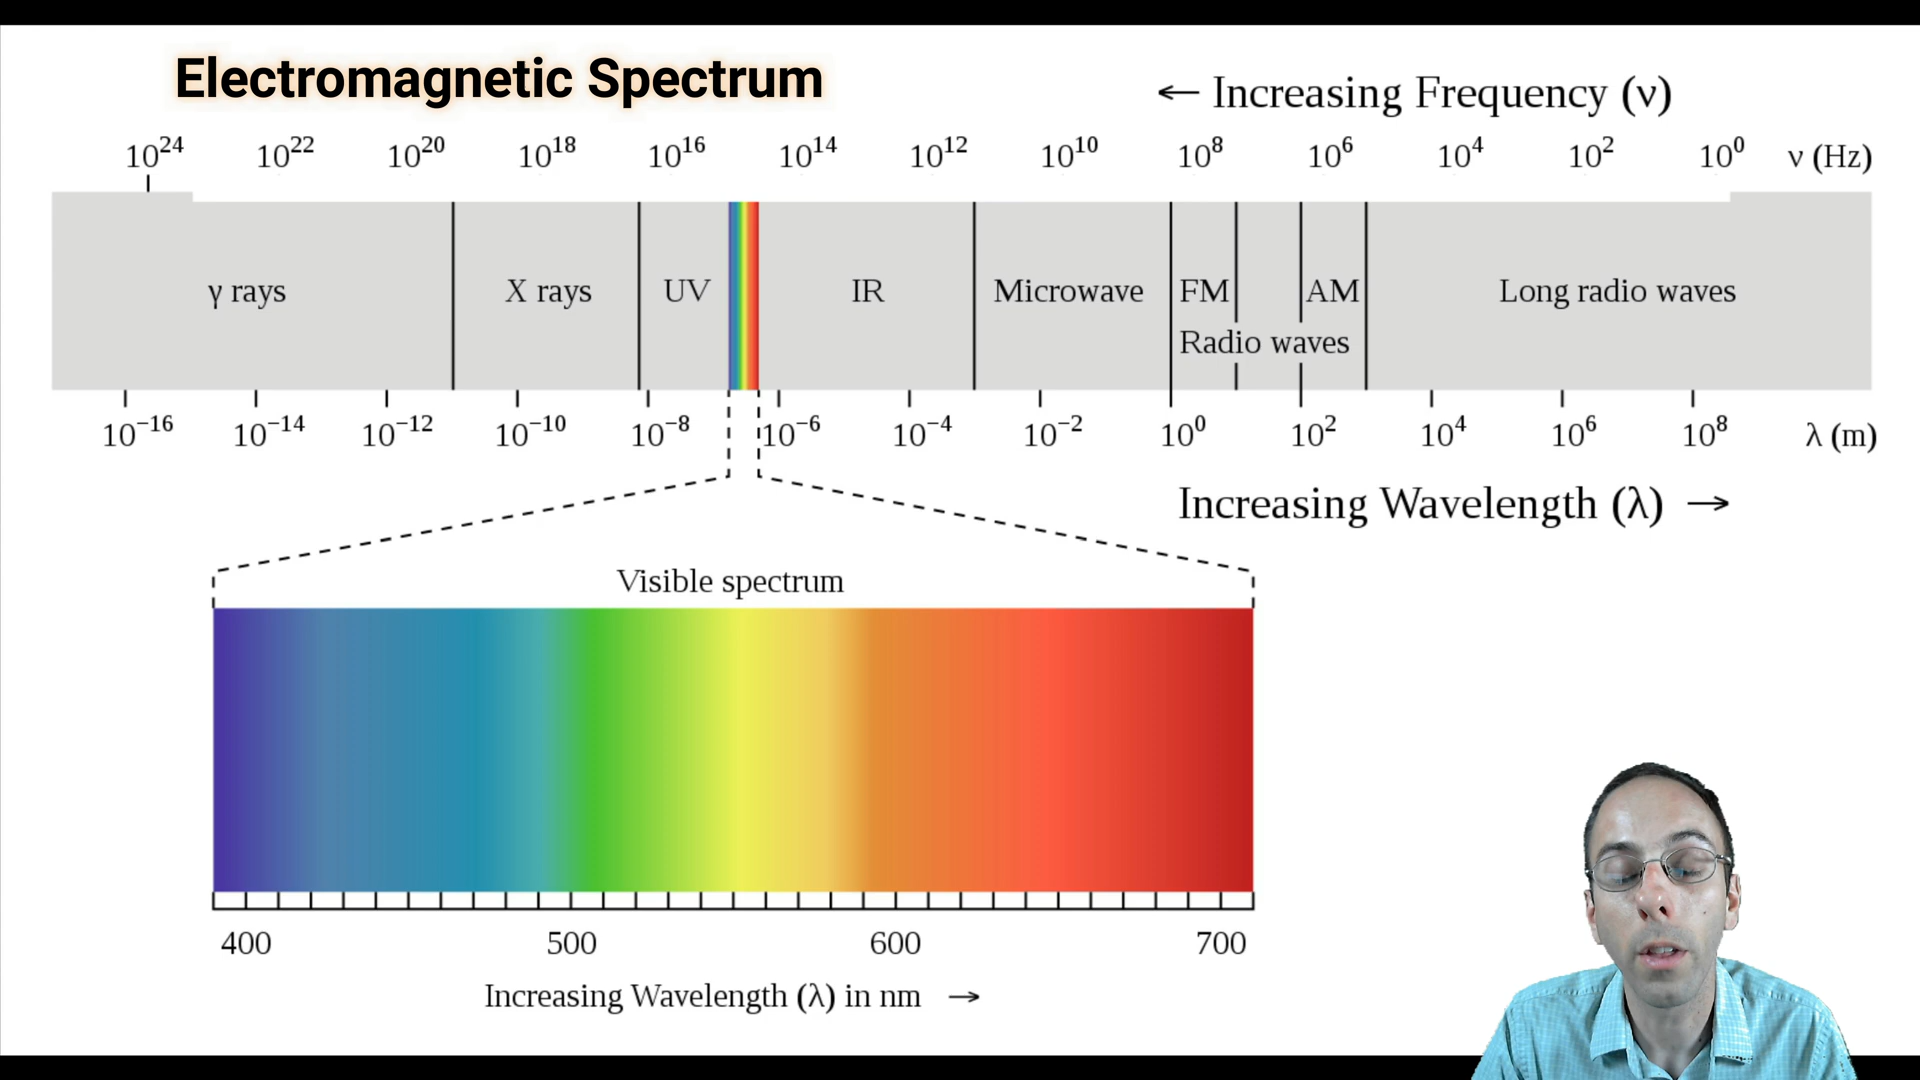 Electromagnetic Spectrum
← Increasing Frequency (ν)
10²⁴ 10²² 10²⁰ 10¹⁸ 10¹⁶ 10¹⁴ 10¹² 10¹⁰ 10⁸ 10⁶ 10⁴ 10² 10⁰ ν (Hz)
γ rays X rays UV IR Microwave FM AM Long radio waves
Radio waves
10⁻¹⁶ 10⁻¹⁴ 10⁻¹² 10⁻¹⁰ 10⁻⁸ 10⁻⁶ 10⁻⁴ 10⁻² 10⁰ 10² 10⁴ 10⁶ 10⁸ λ (m)
Increasing Wavelength (λ) →
Visible spectrum
400 500 600 700
Increasing Wavelength (λ) in nm →